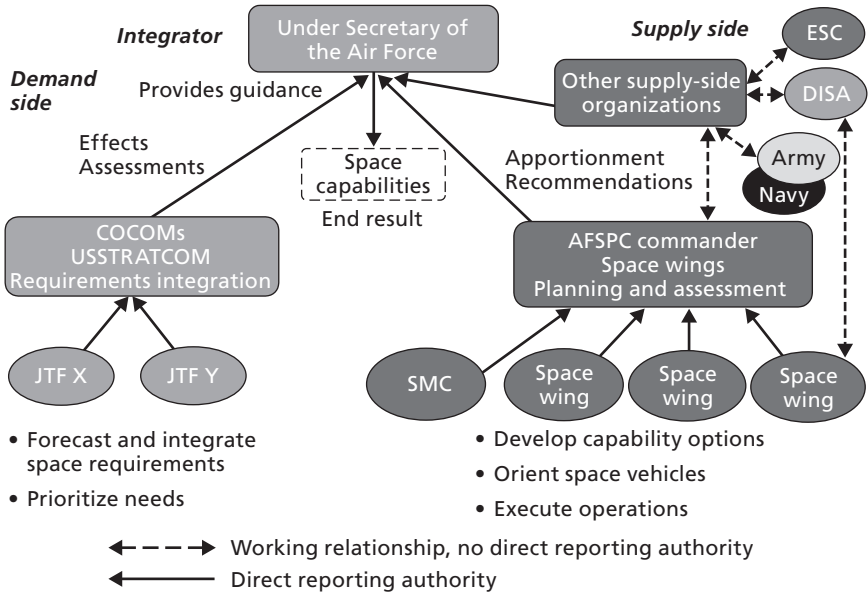 Integrator
Under Secretary of
the Air Force
Supply side
ESC
Demand
side
Provides guidance
Other supply-side
organizations
DISA
Effects
Assessments
Space
capabilities
End result
Apportionment
Recommendations
Army
Navy
COCOMs
USSTRATCOM
Requirements integration
AFSPC commander
Space wings
Planning and assessment
JTF X
JTF Y
SMC
Space
wing
Space
wing
Space
wing
• Forecast and integrate
space requirements
• Prioritize needs
• Develop capability options
• Orient space vehicles
• Execute operations
Working relationship, no direct reporting authority
Direct reporting authority